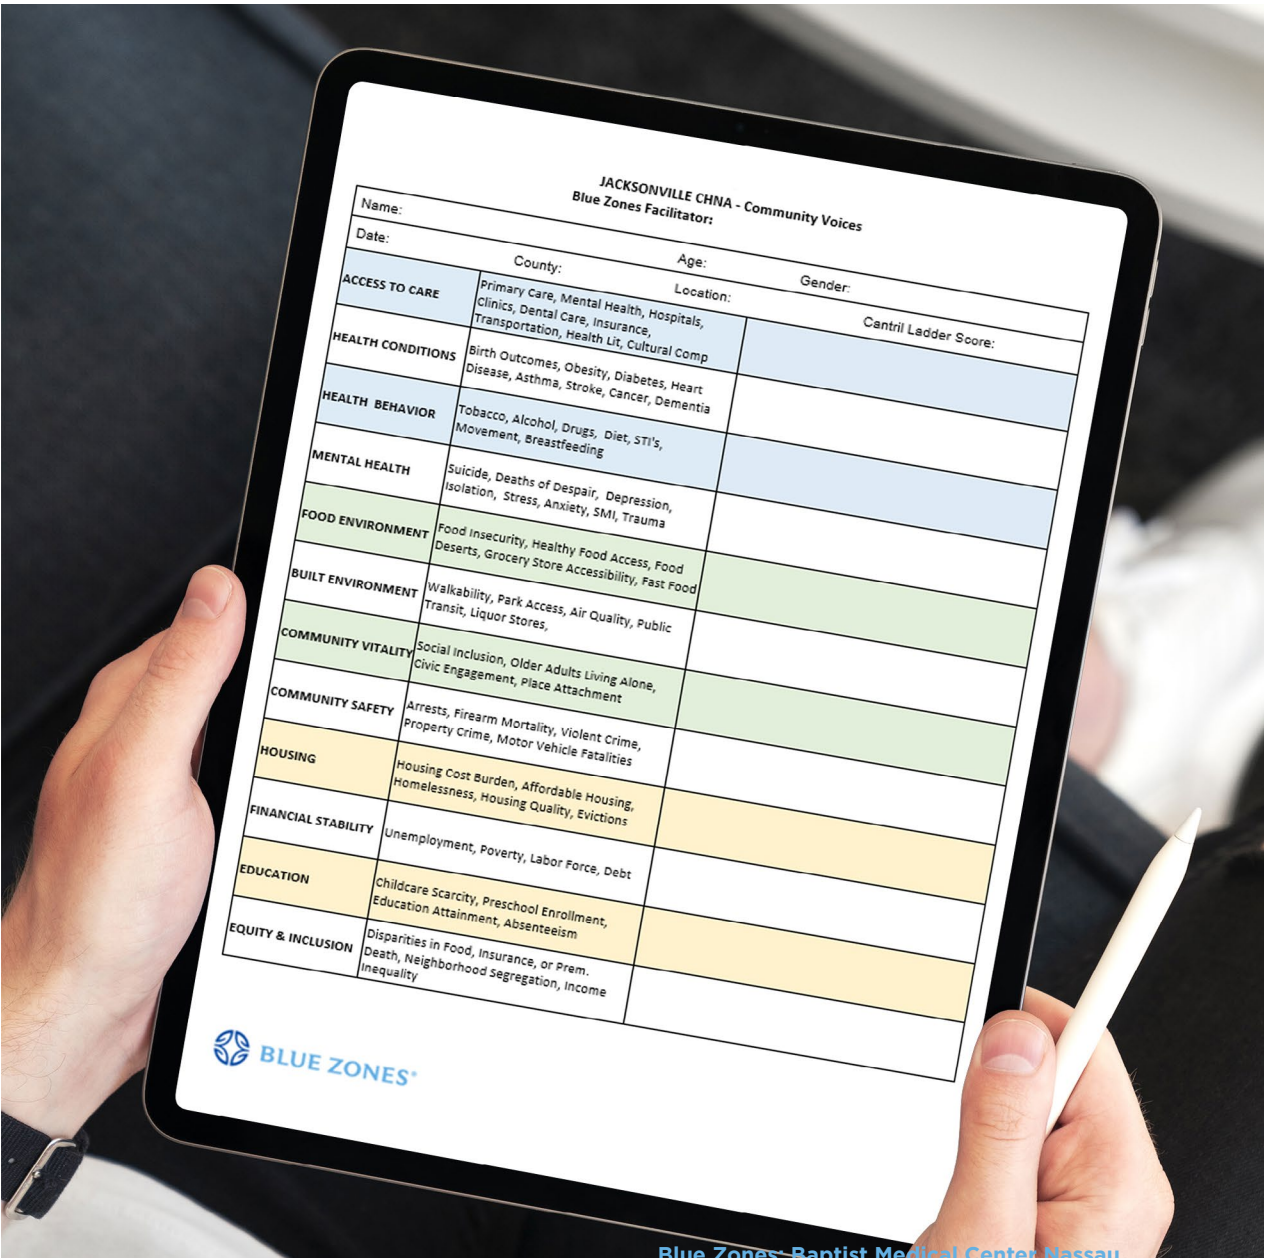 JACKSONVILLE CHNA - Community Voices
Blue Zones Facilitator:
Name:
Age:
Gender:
Date:
County:
Location:
Cantril Ladder Score:
ACCESS TO CARE
Primary Care, Mental Health, Hospitals,
Clinics, Dental Care, Insurance,
Transportation, Health Lit, Cultural Comp
HEALTH CONDITIONS
Birth Outcomes, Obesity, Diabetes, Heart
Disease, Asthma, Stroke, Cancer, Dementia
HEALTH BEHAVIOR
Tobacco, Alcohol, Drugs, Diet, STI's,
Movement, Breastfeeding
MENTAL HEALTH
Suicide, Deaths of Despair, Depression,
Isolation, Stress, Anxiety, SMI, Trauma
FOOD ENVIRONMENT
Food Insecurity, Healthy Food Access, Food
Deserts, Grocery Store Accessibility, Fast Food
BUILT ENVIRONMENT
Walkability, Park Access, Air Quality, Public
Transit, Liquor Stores,
COMMUNITY VITALITY
Social Inclusion, Older Adults Living Alone,
Civic Engagement, Place Attachment
COMMUNITY SAFETY
Arrests, Firearm Mortality, Violent Crime,
Property Crime, Motor Vehicle Fatalities
HOUSING
Housing Cost Burden, Affordable Housing,
Homelessness, Housing Quality, Evictions
FINANCIAL STABILITY
Unemployment, Poverty, Labor Force, Debt
EDUCATION
Childcare Scarcity, Preschool Enrollment,
Education Attainment, Absenteeism
EQUITY & INCLUSION
Disparities in Food, Insurance, or Prem.
Death, Neighborhood Segregation, Income
Inequality
BLUE ZONES®
Blue Zones: Baptist Medical Center Nassau